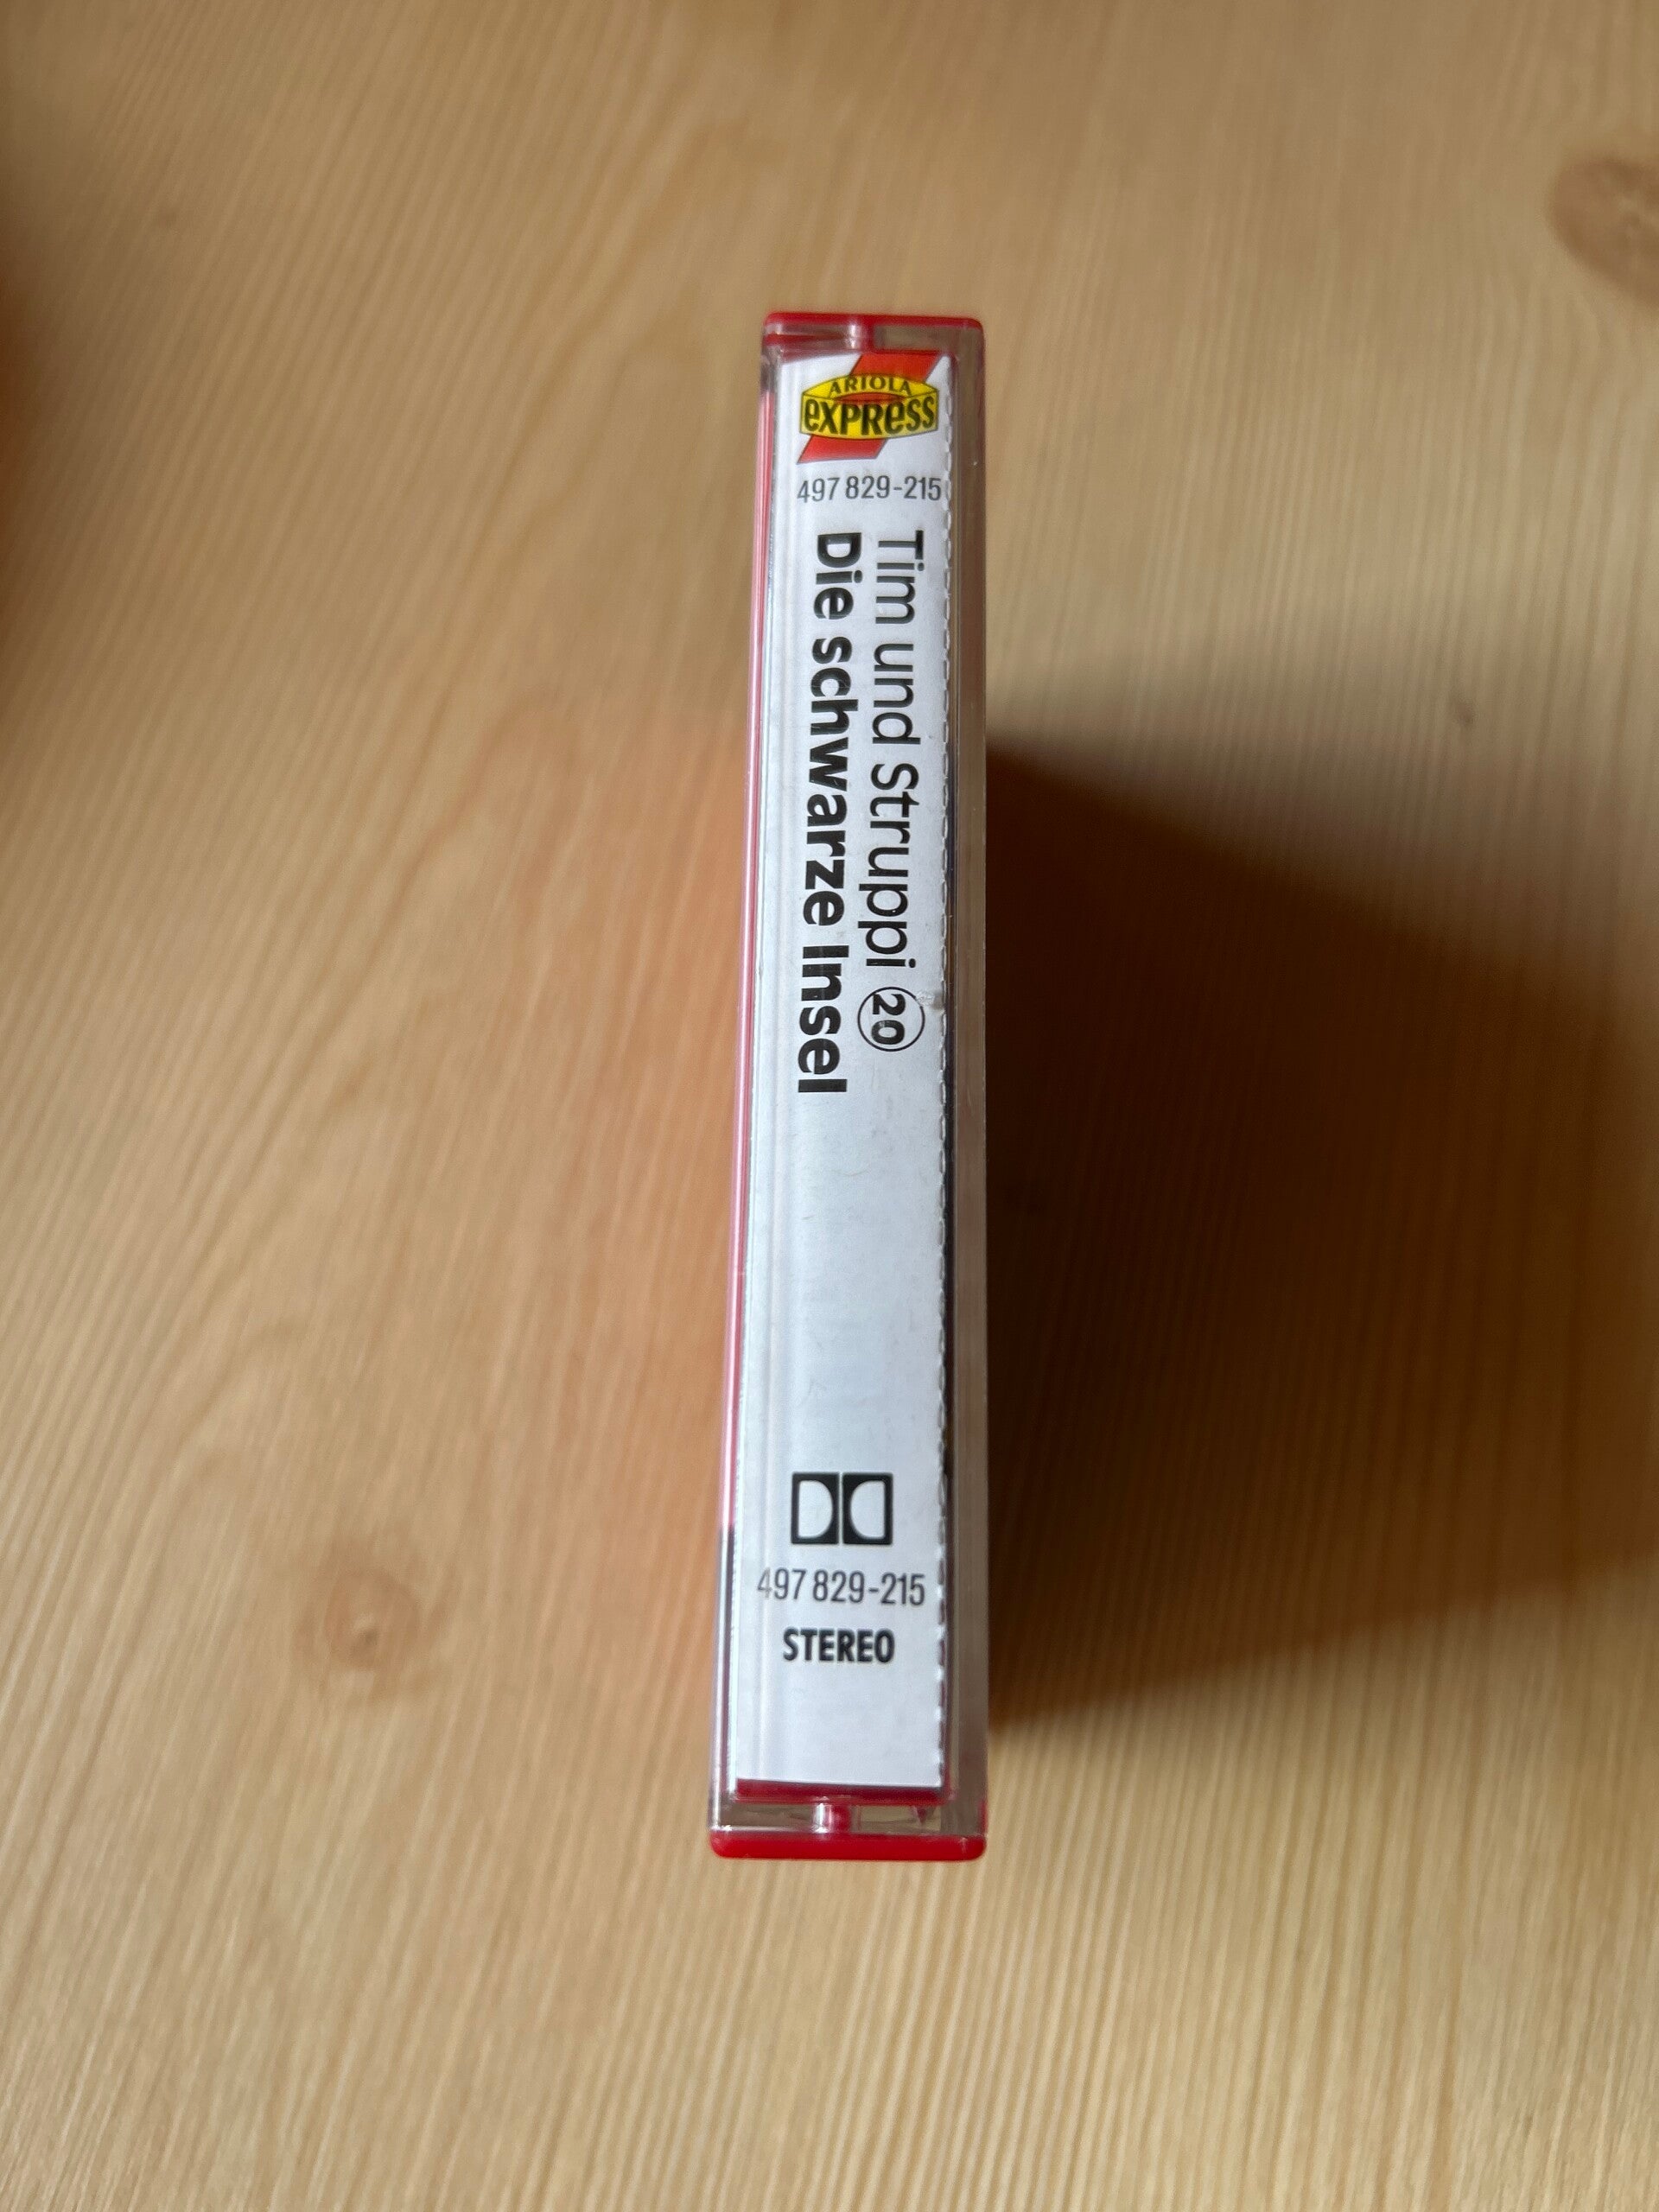 ARIOLA
express
497 829-215
Tim und Struppi 20
Die schwarze Insel
497 829-215
STEREO